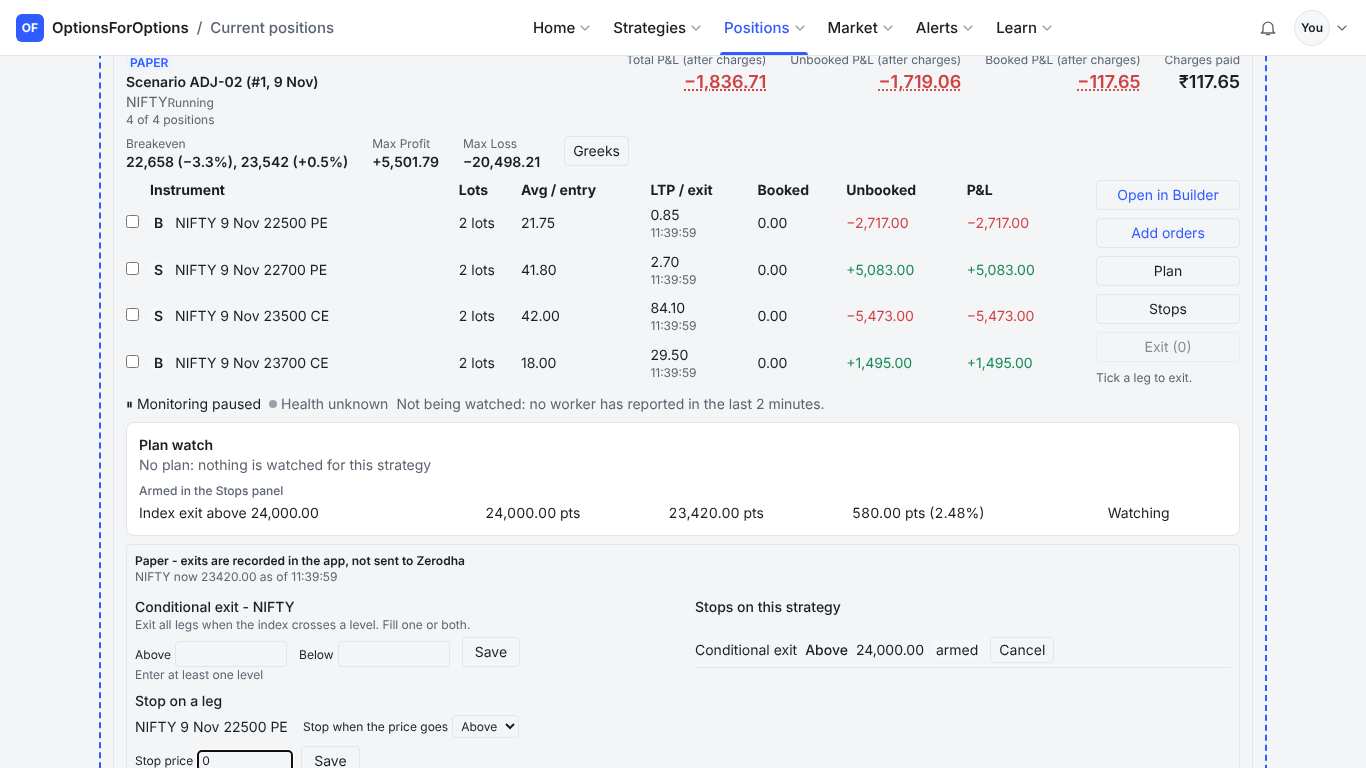 OF OptionsForOptions / Current positions Home Strategies Positions Market Alerts Learn You
PAPER Total P&L (after charges) Unbooked P&L (after charges) Booked P&L (after charges) Charges paid
Scenario ADJ-02 (#1, 9 Nov) −1,836.71 −1,719.06 −117.65 ₹117.65
NIFTYRunning
4 of 4 positions
Breakeven Max Profit Max Loss
22,658 (−3.3%), 23,542 (+0.5%) +5,501.79 −20,498.21 Greeks
Instrument Lots Avg / entry LTP / exit Booked Unbooked P&L
B NIFTY 9 Nov 22500 PE 2 lots 21.75 0.85 11:39:59 0.00 −2,717.00 −2,717.00
S NIFTY 9 Nov 22700 PE 2 lots 41.80 2.70 11:39:59 0.00 +5,083.00 +5,083.00
S NIFTY 9 Nov 23500 CE 2 lots 42.00 84.10 11:39:59 0.00 −5,473.00 −5,473.00
B NIFTY 9 Nov 23700 CE 2 lots 18.00 29.50 11:39:59 0.00 +1,495.00 +1,495.00
Open in Builder
Add orders
Plan
Stops
Exit (0)
Tick a leg to exit.
Monitoring paused Health unknown Not being watched: no worker has reported in the last 2 minutes.
Plan watch
No plan: nothing is watched for this strategy
Armed in the Stops panel
Index exit above 24,000.00 24,000.00 pts 23,420.00 pts 580.00 pts (2.48%) Watching
Paper - exits are recorded in the app, not sent to Zerodha
NIFTY now 23420.00 as of 11:39:59
Conditional exit - NIFTY
Exit all legs when the index crosses a level. Fill one or both.
Above Below Save
Enter at least one level
Stop on a leg
NIFTY 9 Nov 22500 PE Stop when the price goes Above
Stop price 0 Save
Stops on this strategy
Conditional exit Above 24,000.00 armed Cancel